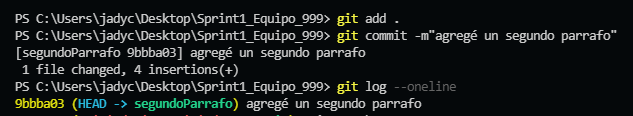 PS C:\Users\jadyc\Desktop\Sprint1_Equipo_999> git add .
PS C:\Users\jadyc\Desktop\Sprint1_Equipo_999> git commit -m"agregé un segundo parrafo"
[segundoParrafo 9bbba03] agregé un segundo parrafo
 1 file changed, 4 insertions(+)
PS C:\Users\jadyc\Desktop\Sprint1_Equipo_999> git log --oneline
9bbba03 (HEAD -> segundoParrafo) agregé un segundo parrafo